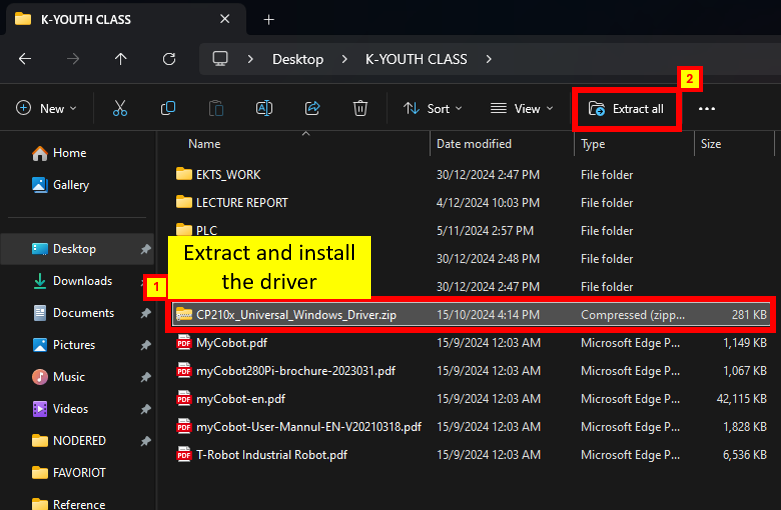 K-YOUTH CLASS
Desktop
K-YOUTH CLASS
2
New
Sort
View
Extract all
Name
Date modified
Type
Size
Home
Gallery
Desktop
Downloads
Documents
Pictures
Music
Videos
NODERED
FAVORIOT
Reference
EKTS_WORK 30/12/2024 2:47 PM File folder
LECTURE REPORT 4/12/2024 10:03 PM File folder
PLC 5/11/2024 2:57 PM File folder
30/12/2024 2:48 PM File folder
30/12/2024 2:47 PM File folder
Extract and install
the driver
1
CP210x_Universal_Windows_Driver.zip 15/10/2024 4:14 PM Compressed (zipp... 281 KB
MyCobot.pdf 15/9/2024 12:03 AM Microsoft Edge P... 1,149 KB
myCobot280Pi-brochure-2023031.pdf 15/9/2024 12:03 AM Microsoft Edge P... 1,067 KB
myCobot-en.pdf 15/9/2024 12:03 AM Microsoft Edge P... 42,115 KB
myCobot-User-Mannul-EN-V20210318.pdf 15/9/2024 12:03 AM Microsoft Edge P... 1,828 KB
T-Robot Industrial Robot.pdf 15/9/2024 12:03 AM Microsoft Edge P... 6,536 KB